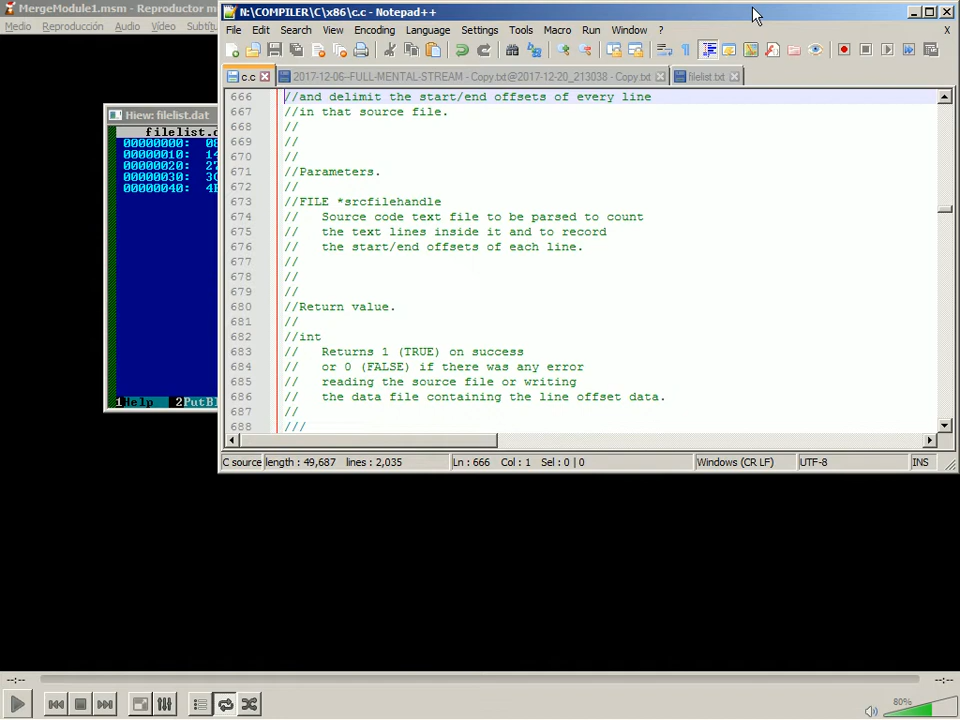 MergeModule1.msm - Reproductor m
Medio Reproducción Audio Vídeo Su
N:\COMPILER\C\x86\c.c - Notepad++
File Edit Search View Encoding Language Settings Tools Macro Run Window ? X
c.c 2017-12-06--FULL-MENTAL-STREAM - Copy.txt@2017-12-20_213038 - Copy.txt filelist.txt
Hiew: filelist.dat
filelist.d
00000000: 08
00000010: 14
00000020: 27
00000030: 3C
00000040: 4
1Help 2PutBl
666 //and delimit the start/end offsets of every line
667 //in that source file.
668 //
669 //
670 //
671 //Parameters.
672 //
673 //FILE *srcfilehandle
674 // Source code text file to be parsed to count
675 // the text lines inside it and to record
676 // the start/end offsets of each line.
677 //
678 //
679 //
680 //Return value.
681 //
682 //int
683 // Returns 1 (TRUE) on success
684 // or 0 (FALSE) if there was any error
685 // reading the source file or writing
686 // the data file containing the line offset data.
687 //
688 ///
C source length : 49,687 lines : 2,035 Ln : 666 Col : 1 Sel : 0 | 0 Windows (CR LF) UTF-8 INS
--:-- --:--
80%